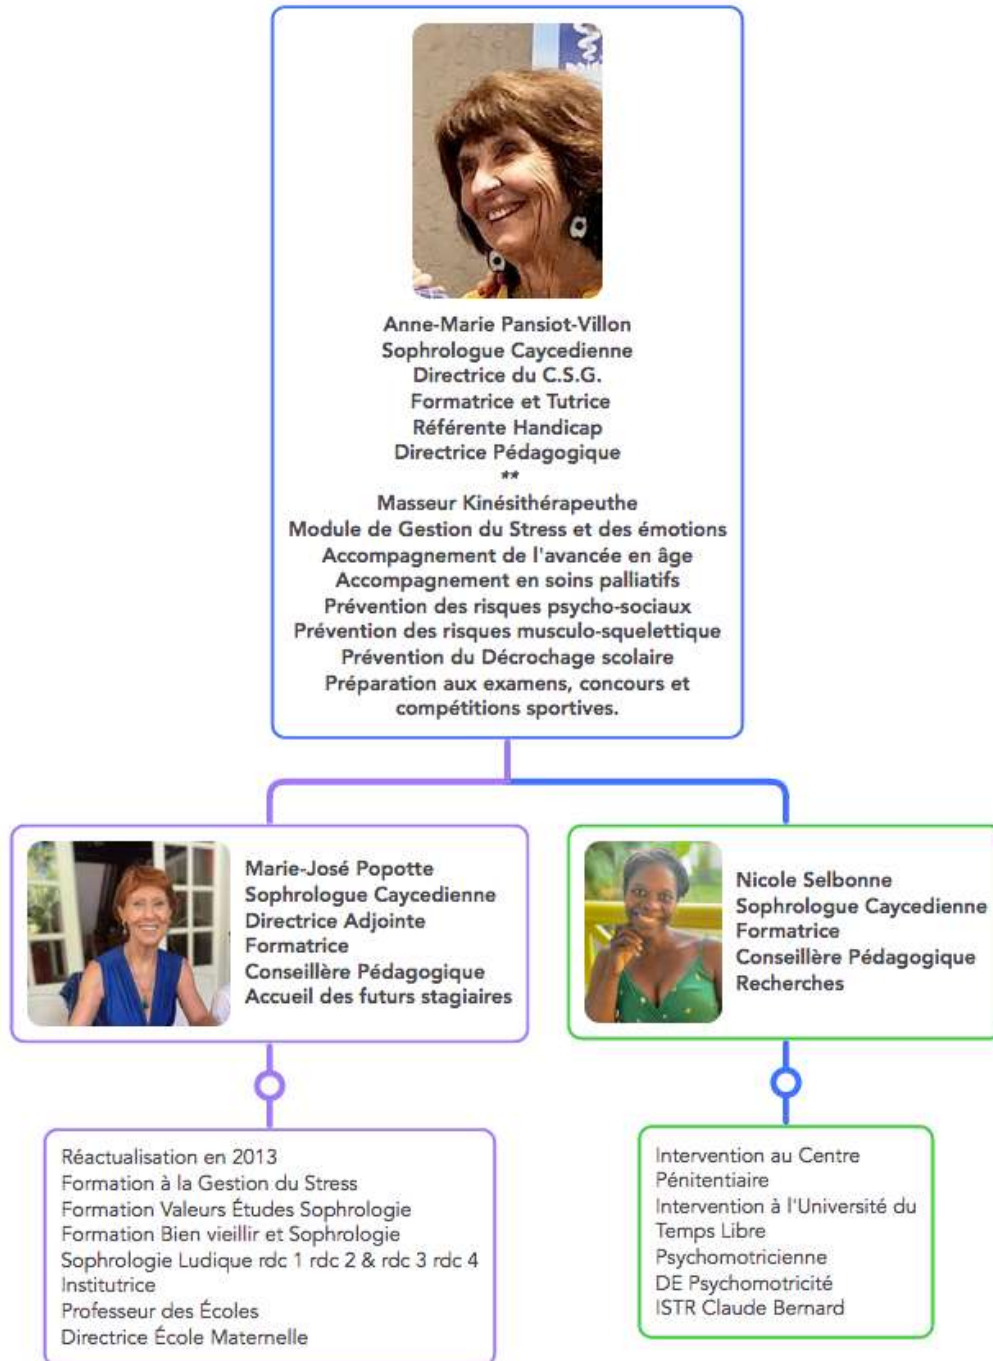 Anne-Marie Pansiot-Villon
Sophrologue Caycedienne
Directrice du C.S.G.
Formatrice et Tutrice
Référente Handicap
Directrice Pédagogique
**
Masseur Kinésithérapeuthe
Module de Gestion du Stress et des émotions
Accompagnement de l'avancée en âge
Accompagnement en soins palliatifs
Prévention des risques psycho-sociaux
Prévention des risques musculo-squelettique
Prévention du Décrochage scolaire
Préparation aux examens, concours et
compétitions sportives.
Marie-José Popotte
Sophrologue Caycedienne
Directrice Adjointe
Formatrice
Conseillère Pédagogique
Accueil des futurs stagiaires
Nicole Selbonne
Sophrologue Caycedienne
Formatrice
Conseillère Pédagogique
Recherches
Réactualisation en 2013
Formation à la Gestion du Stress
Formation Valeurs Études Sophrologie
Formation Bien vieillir et Sophrologie
Sophrologie Ludique rdc 1 rdc 2 & rdc 3 rdc 4
Institutrice
Professeur des Écoles
Directrice École Maternelle
Intervention au Centre
Pénitentiaire
Intervention à l'Université du
Temps Libre
Psychomotricienne
DE Psychomotricité
ISTR Claude Bernard